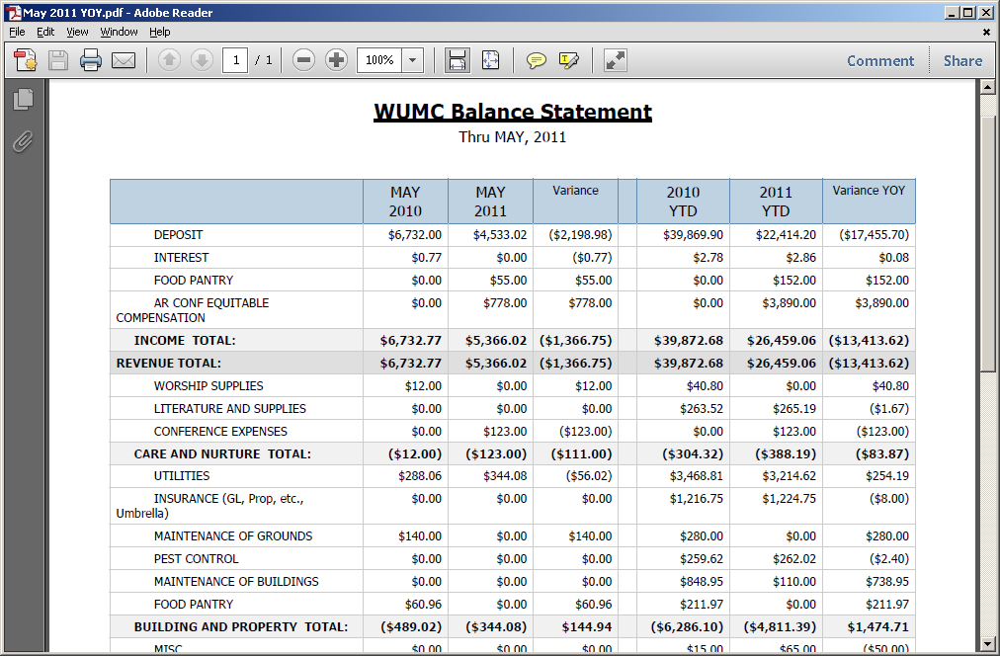 May 2011 YOY.pdf - Adobe Reader
File Edit View Window Help
1 / 1 100% Comment Share
WUMC Balance Statement
Thru MAY, 2011
MAY 2010 MAY 2011 Variance 2010 YTD 2011 YTD Variance YOY
DEPOSIT $6,732.00 $4,533.02 ($2,198.98) $39,869.90 $22,414.20 ($17,455.70)
INTEREST $0.77 $0.00 ($0.77) $2.78 $2.86 $0.08
FOOD PANTRY $0.00 $55.00 $55.00 $0.00 $152.00 $152.00
AR CONF EQUITABLE $0.00 $778.00 $778.00 $0.00 $3,890.00 $3,890.00
COMPENSATION
INCOME TOTAL: $6,732.77 $5,366.02 ($1,366.75) $39,872.68 $26,459.06 ($13,413.62)
REVENUE TOTAL: $6,732.77 $5,366.02 ($1,366.75) $39,872.68 $26,459.06 ($13,413.62)
WORSHIP SUPPLIES $12.00 $0.00 $12.00 $40.80 $0.00 $40.80
LITERATURE AND SUPPLIES $0.00 $0.00 $0.00 $263.52 $265.19 ($1.67)
CONFERENCE EXPENSES $0.00 $123.00 ($123.00) $0.00 $123.00 ($123.00)
CARE AND NURTURE TOTAL: ($12.00) ($123.00) ($111.00) ($304.32) ($388.19) ($83.87)
UTILITIES $288.06 $344.08 ($56.02) $3,468.81 $3,214.62 $254.19
INSURANCE (GL, Prop, etc., $0.00 $0.00 $0.00 $1,216.75 $1,224.75 ($8.00)
Umbrella)
MAINTENANCE OF GROUNDS $140.00 $0.00 $140.00 $280.00 $0.00 $280.00
PEST CONTROL $0.00 $0.00 $0.00 $259.62 $262.02 ($2.40)
MAINTENANCE OF BUILDINGS $0.00 $0.00 $0.00 $848.95 $110.00 $738.95
FOOD PANTRY $60.96 $0.00 $60.96 $211.97 $0.00 $211.97
BUILDING AND PROPERTY TOTAL: ($489.02) ($344.08) $144.94 ($6,286.10) ($4,811.39) $1,474.71
MISC $0.00 $0.00 $0.00 $15.00 $65.00 ($50.00)